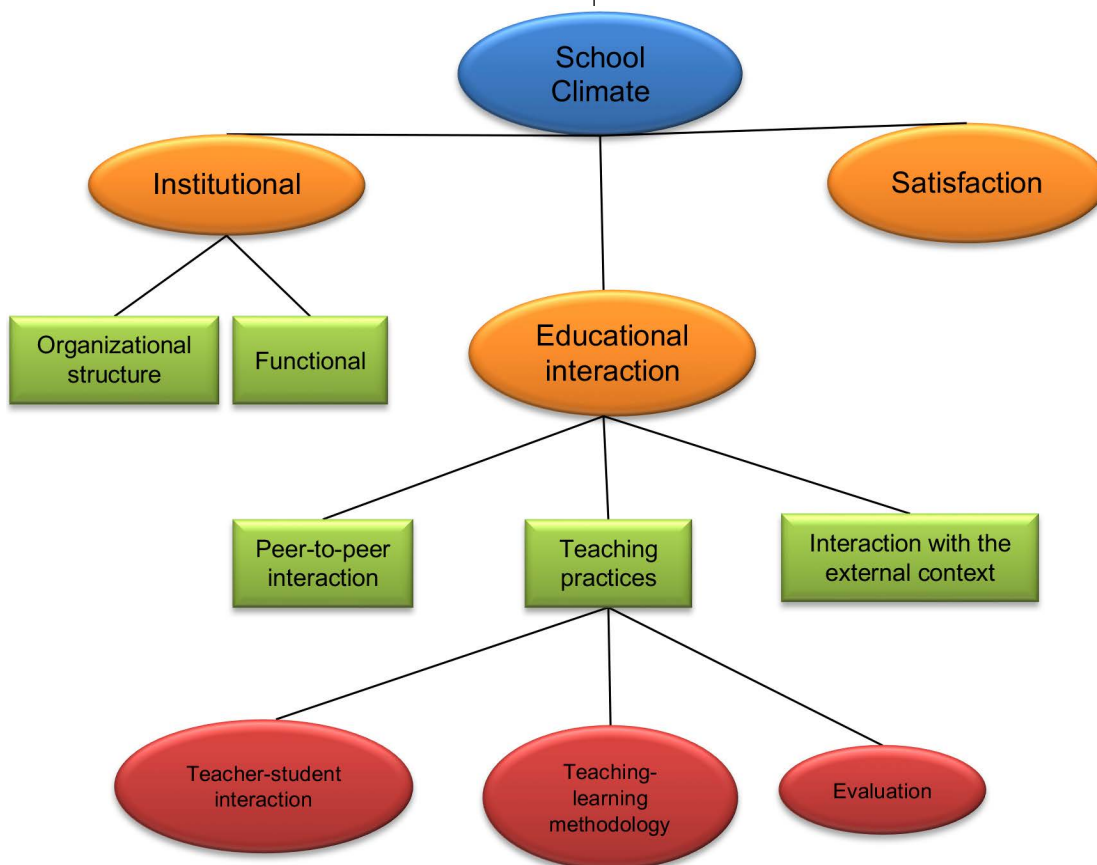 School
Climate
Institutional
Satisfaction
Organizational
structure
Functional
Educational
interaction
Peer-to-peer
interaction
Teaching
practices
Interaction with the
external context
Teacher-student
interaction
Teaching-
learning
methodology
Evaluation